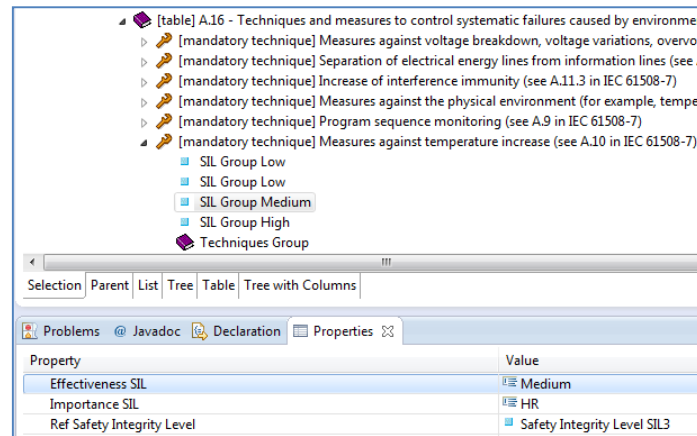 [table] A.16 - Techniques and measures to control systematic failures caused by environme
[mandatory technique] Measures against voltage breakdown, voltage variations, overvo
[mandatory technique] Separation of electrical energy lines from information lines (see
[mandatory technique] Increase of interference immunity (see A.11.3 in IEC 61508-7)
[mandatory technique] Measures against the physical environment (for example, tempe
[mandatory technique] Program sequence monitoring (see A.9 in IEC 61508-7)
[mandatory technique] Measures against temperature increase (see A.10 in IEC 61508-7)
SIL Group Low
SIL Group Low
SIL Group Medium
SIL Group High
Techniques Group
Selection Parent List Tree Table Tree with Columns
Problems @ Javadoc Declaration Properties
Property Value
Effectiveness SIL Medium
Importance SIL HR
Ref Safety Integrity Level Safety Integrity Level SIL3